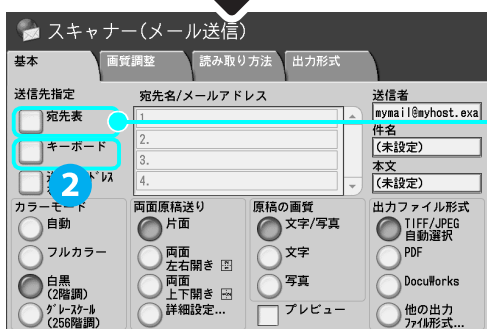 スキャナー(メール送信)
基本 画質調整 読み取り方法 出力形式
送信先指定
宛先表
キーボード
ドレス
2
宛先名/メールアドレス
1.
2.
3.
4.
送信者
mymail@myhost.exa
件名
(未設定)
本文
(未設定)
カラーモード
自動
フルカラー
白黒
(2階調)
グレースケール
(256階調)
両面原稿送り
片面
両面
左右開き
両面
上下開き
詳細設定...
原稿の画質
文字/写真
文字
写真
プレビュー
出力ファイル形式
TIFF/JPEG
自動選択
PDF
DocuWorks
他の出力
ファイル形式...